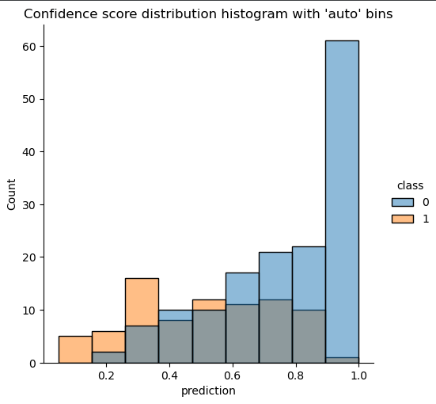 Confidence score distribution histogram with 'auto' bins
60
50
40
30
20
10
0
Count
0.2 0.4 0.6 0.8 1.0
prediction
class
0
1